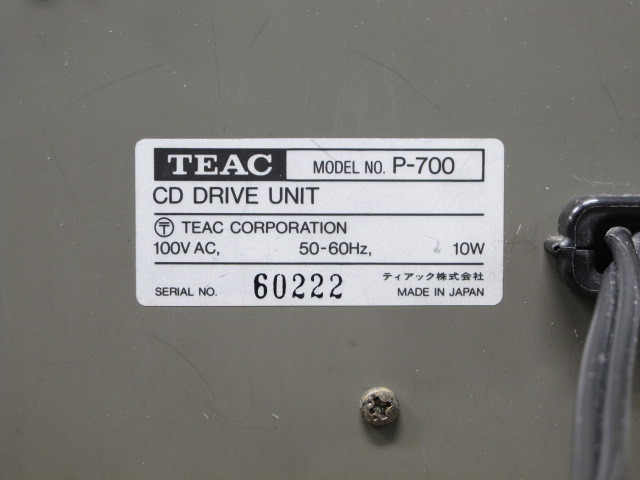 TEAC MODEL NO. P-700
CD DRIVE UNIT
〶 TEAC CORPORATION
100V AC, 50-60Hz, 10W
ティアック株式会社
SERIAL NO. 60222 MADE IN JAPAN